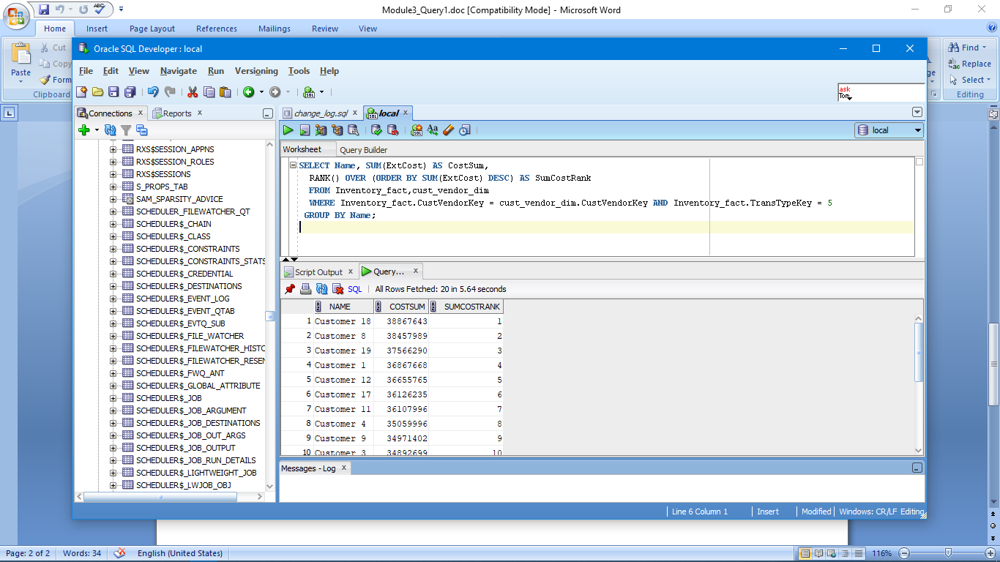 Module3_Query1.doc [Compatibility Mode] - Microsoft Word
Home Insert Page Layout References Mailings Review View
Paste
Cut
Copy
Form
Clipboard
Find
Replace
Select
Editing
Oracle SQL Developer : local
File Edit View Navigate Run Versioning Tools Help
ask
Tom
Connections Reports
change_log.sql local
local
Worksheet Query Builder
RXS$SESSION_APPNS
RXS$SESSION_ROLES
RXS$SESSIONS
S_PROPS_TAB
SAM_SPARSITY_ADVICE
SCHEDULER_FILEWATCHER_QT
SCHEDULER$_CHAIN
SCHEDULER$_CLASS
SCHEDULER$_CONSTRAINTS
SCHEDULER$_CONSTRAINTS_STATS
SCHEDULER$_CREDENTIAL
SCHEDULER$_DESTINATIONS
SCHEDULER$_EVENT_LOG
SCHEDULER$_EVENT_QTAB
SCHEDULER$_EVTQ_SUB
SCHEDULER$_FILE_WATCHER
SCHEDULER$_FILEWATCHER_HISTO
SCHEDULER$_FILEWATCHER_RESEN
SCHEDULER$_FWQ_ANT
SCHEDULER$_GLOBAL_ATTRIBUTE
SCHEDULER$_JOB
SCHEDULER$_JOB_ARGUMENT
SCHEDULER$_JOB_DESTINATIONS
SCHEDULER$_JOB_OUT_ARGS
SCHEDULER$_JOB_OUTPUT
SCHEDULER$_JOB_RUN_DETAILS
SCHEDULER$_LIGHTWEIGHT_JOB
SCHEDULER$_LWJOB_OBJ
SELECT Name, SUM(ExtCost) AS CostSum,
RANK() OVER (ORDER BY SUM(ExtCost) DESC) AS SumCostRank
FROM Inventory_fact,cust_vendor_dim
WHERE Inventory_fact.CustVendorKey = cust_vendor_dim.CustVendorKey AND Inventory_fact.TransTypeKey = 5
GROUP BY Name;
Script Output Query...
SQL All Rows Fetched: 20 in 5.64 seconds
NAME COSTSUM SUMCOSTRANK
1 Customer 18 38867643 1
2 Customer 8 38457989 2
3 Customer 19 37566290 3
4 Customer 1 36867668 4
5 Customer 12 36655765 5
6 Customer 17 36126235 6
7 Customer 11 36107996 7
8 Customer 4 35059996 8
9 Customer 9 34971402 9
10 Customer 3 34892699 10
Messages - Log
Line 6 Column 1 Insert Modified Windows: CR/LF Editing
Page: 2 of 2 Words: 34 English (United States) 116%